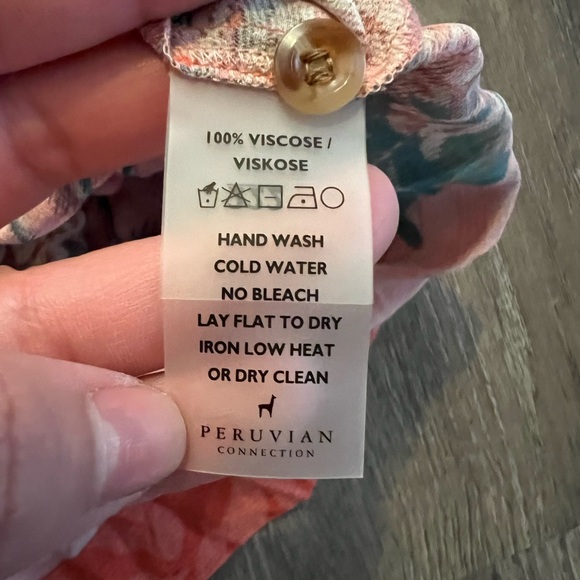 100% VISCOSE /
VISKOSE
HAND WASH
COLD WATER
NO BLEACH
LAY FLAT TO DRY
IRON LOW HEAT
OR DRY CLEAN
PERUVIAN
CONNECTION